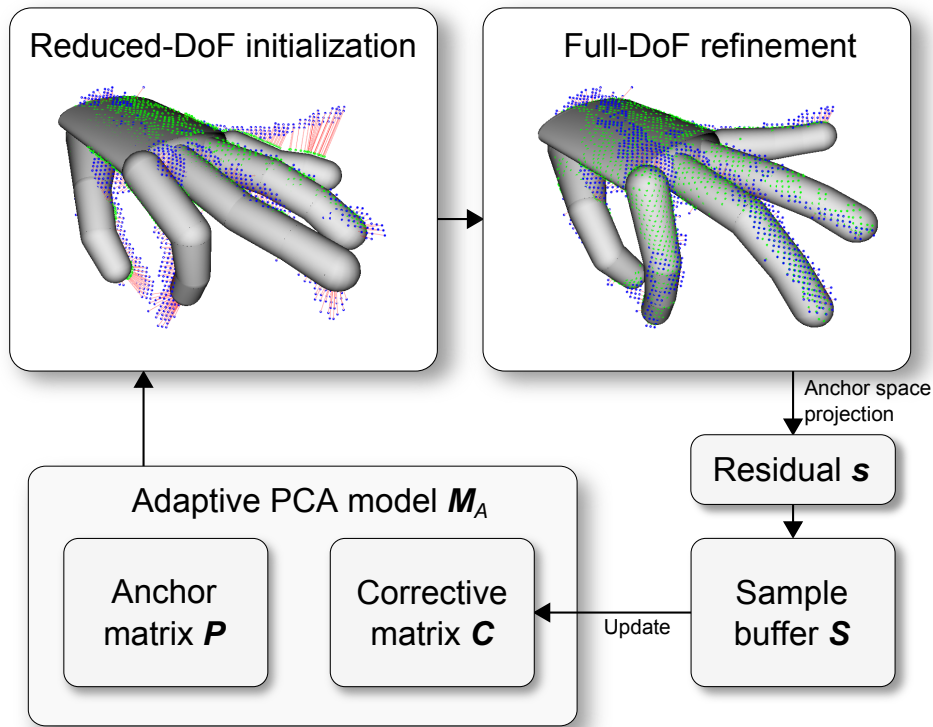 Reduced-DoF initialization
Full-DoF refinement
Anchor space
projection
Residual s
Adaptive PCA model M_A
Anchor
matrix P
Corrective
matrix C
Update
Sample
buffer S